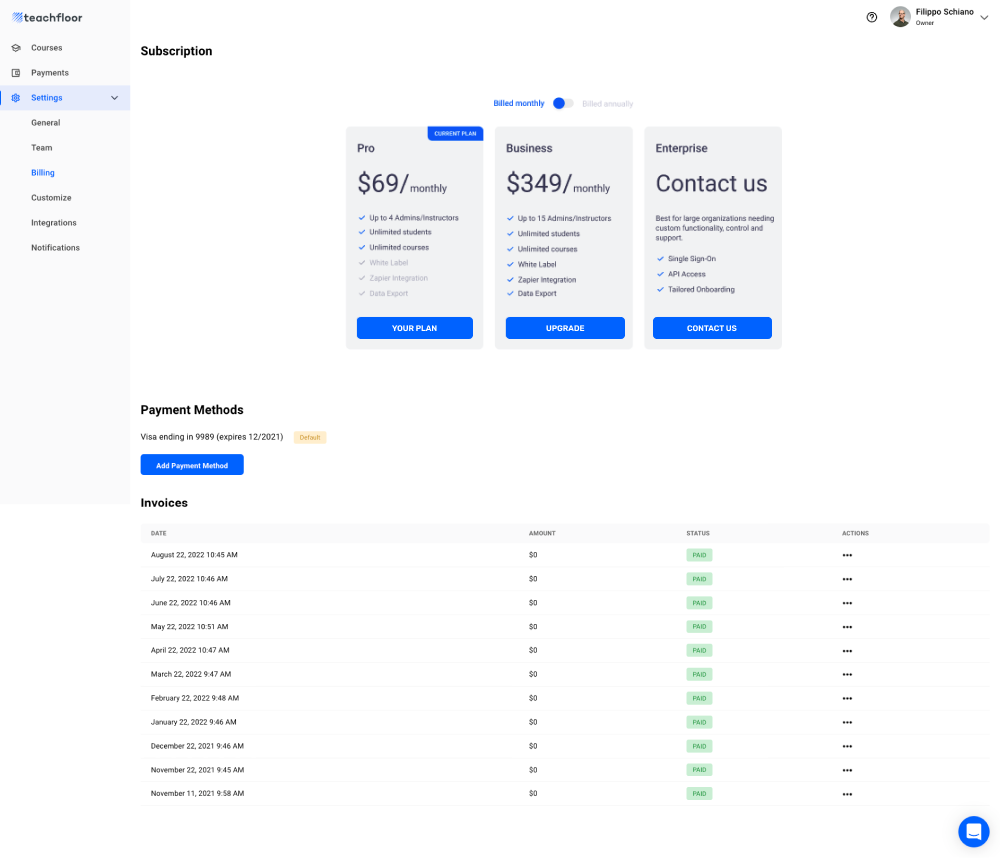 teachfloor
Filippo Schiano
Owner
Courses
Payments
Settings
General
Team
Billing
Customize
Integrations
Notifications
Subscription
Billed monthly Billed annually
CURRENT PLAN
Pro
$69/monthly
Up to 4 Admins/Instructors
Unlimited students
Unlimited courses
White Label
Zapier Integration
Data Export
YOUR PLAN
Business
$349/monthly
Up to 15 Admins/Instructors
Unlimited students
Unlimited courses
White Label
Zapier Integration
Data Export
UPGRADE
Enterprise
Contact us
Best for large organizations needing
custom functionality, control and
support.
Single Sign-On
API Access
Tailored Onboarding
CONTACT US
Payment Methods
Visa ending in 9989 (expires 12/2021) Default
Add Payment Method
Invoices
DATE AMOUNT STATUS ACTIONS
August 22, 2022 10:45 AM $0 PAID
July 22, 2022 10:46 AM $0 PAID
June 22, 2022 10:46 AM $0 PAID
May 22, 2022 10:51 AM $0 PAID
April 22, 2022 10:47 AM $0 PAID
March 22, 2022 9:47 AM $0 PAID
February 22, 2022 9:48 AM $0 PAID
January 22, 2022 9:46 AM $0 PAID
December 22, 2021 9:46 AM $0 PAID
November 22, 2021 9:45 AM $0 PAID
November 11, 2021 9:58 AM $0 PAID